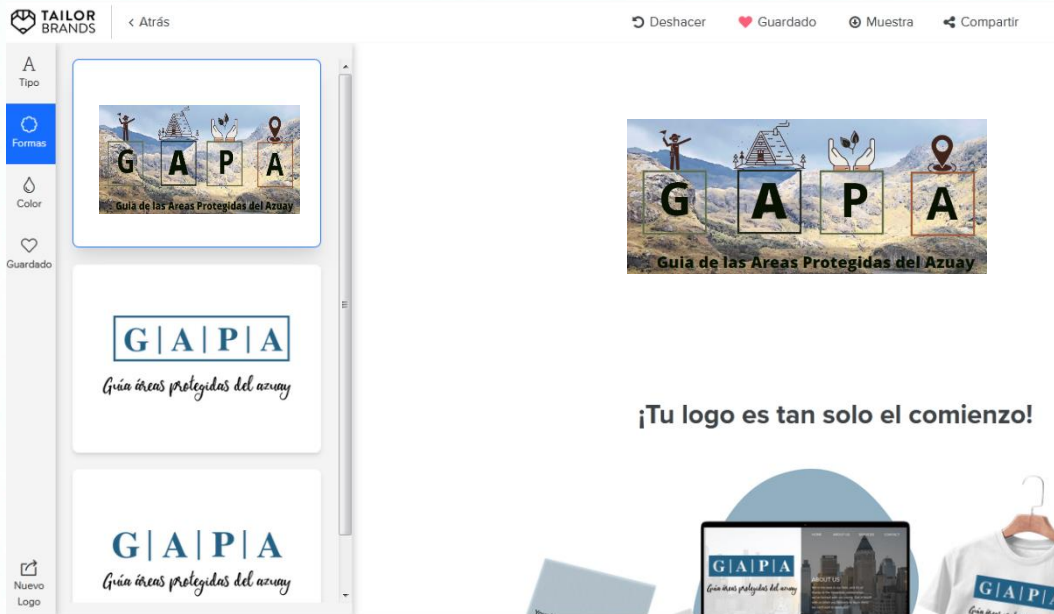 TAILOR
BRANDS
‹ Atrás
Deshacer
Guardado
Muestra
Compartir
A
Tipo
Formas
Color
Guardado
Nuevo
Logo
G A P A
Guia de las Areas Protegidas del Azuay
G | A | P | A
Guía áreas protegidas del azuay
G | A | P | A
Guía áreas protegidas del azuay
G A P A
Guia de las Areas Protegidas del Azuay
¡Tu logo es tan solo el comienzo!
G | A | P | A
Guía áreas protegidas del azuay
ABOUT US
G | A | P |